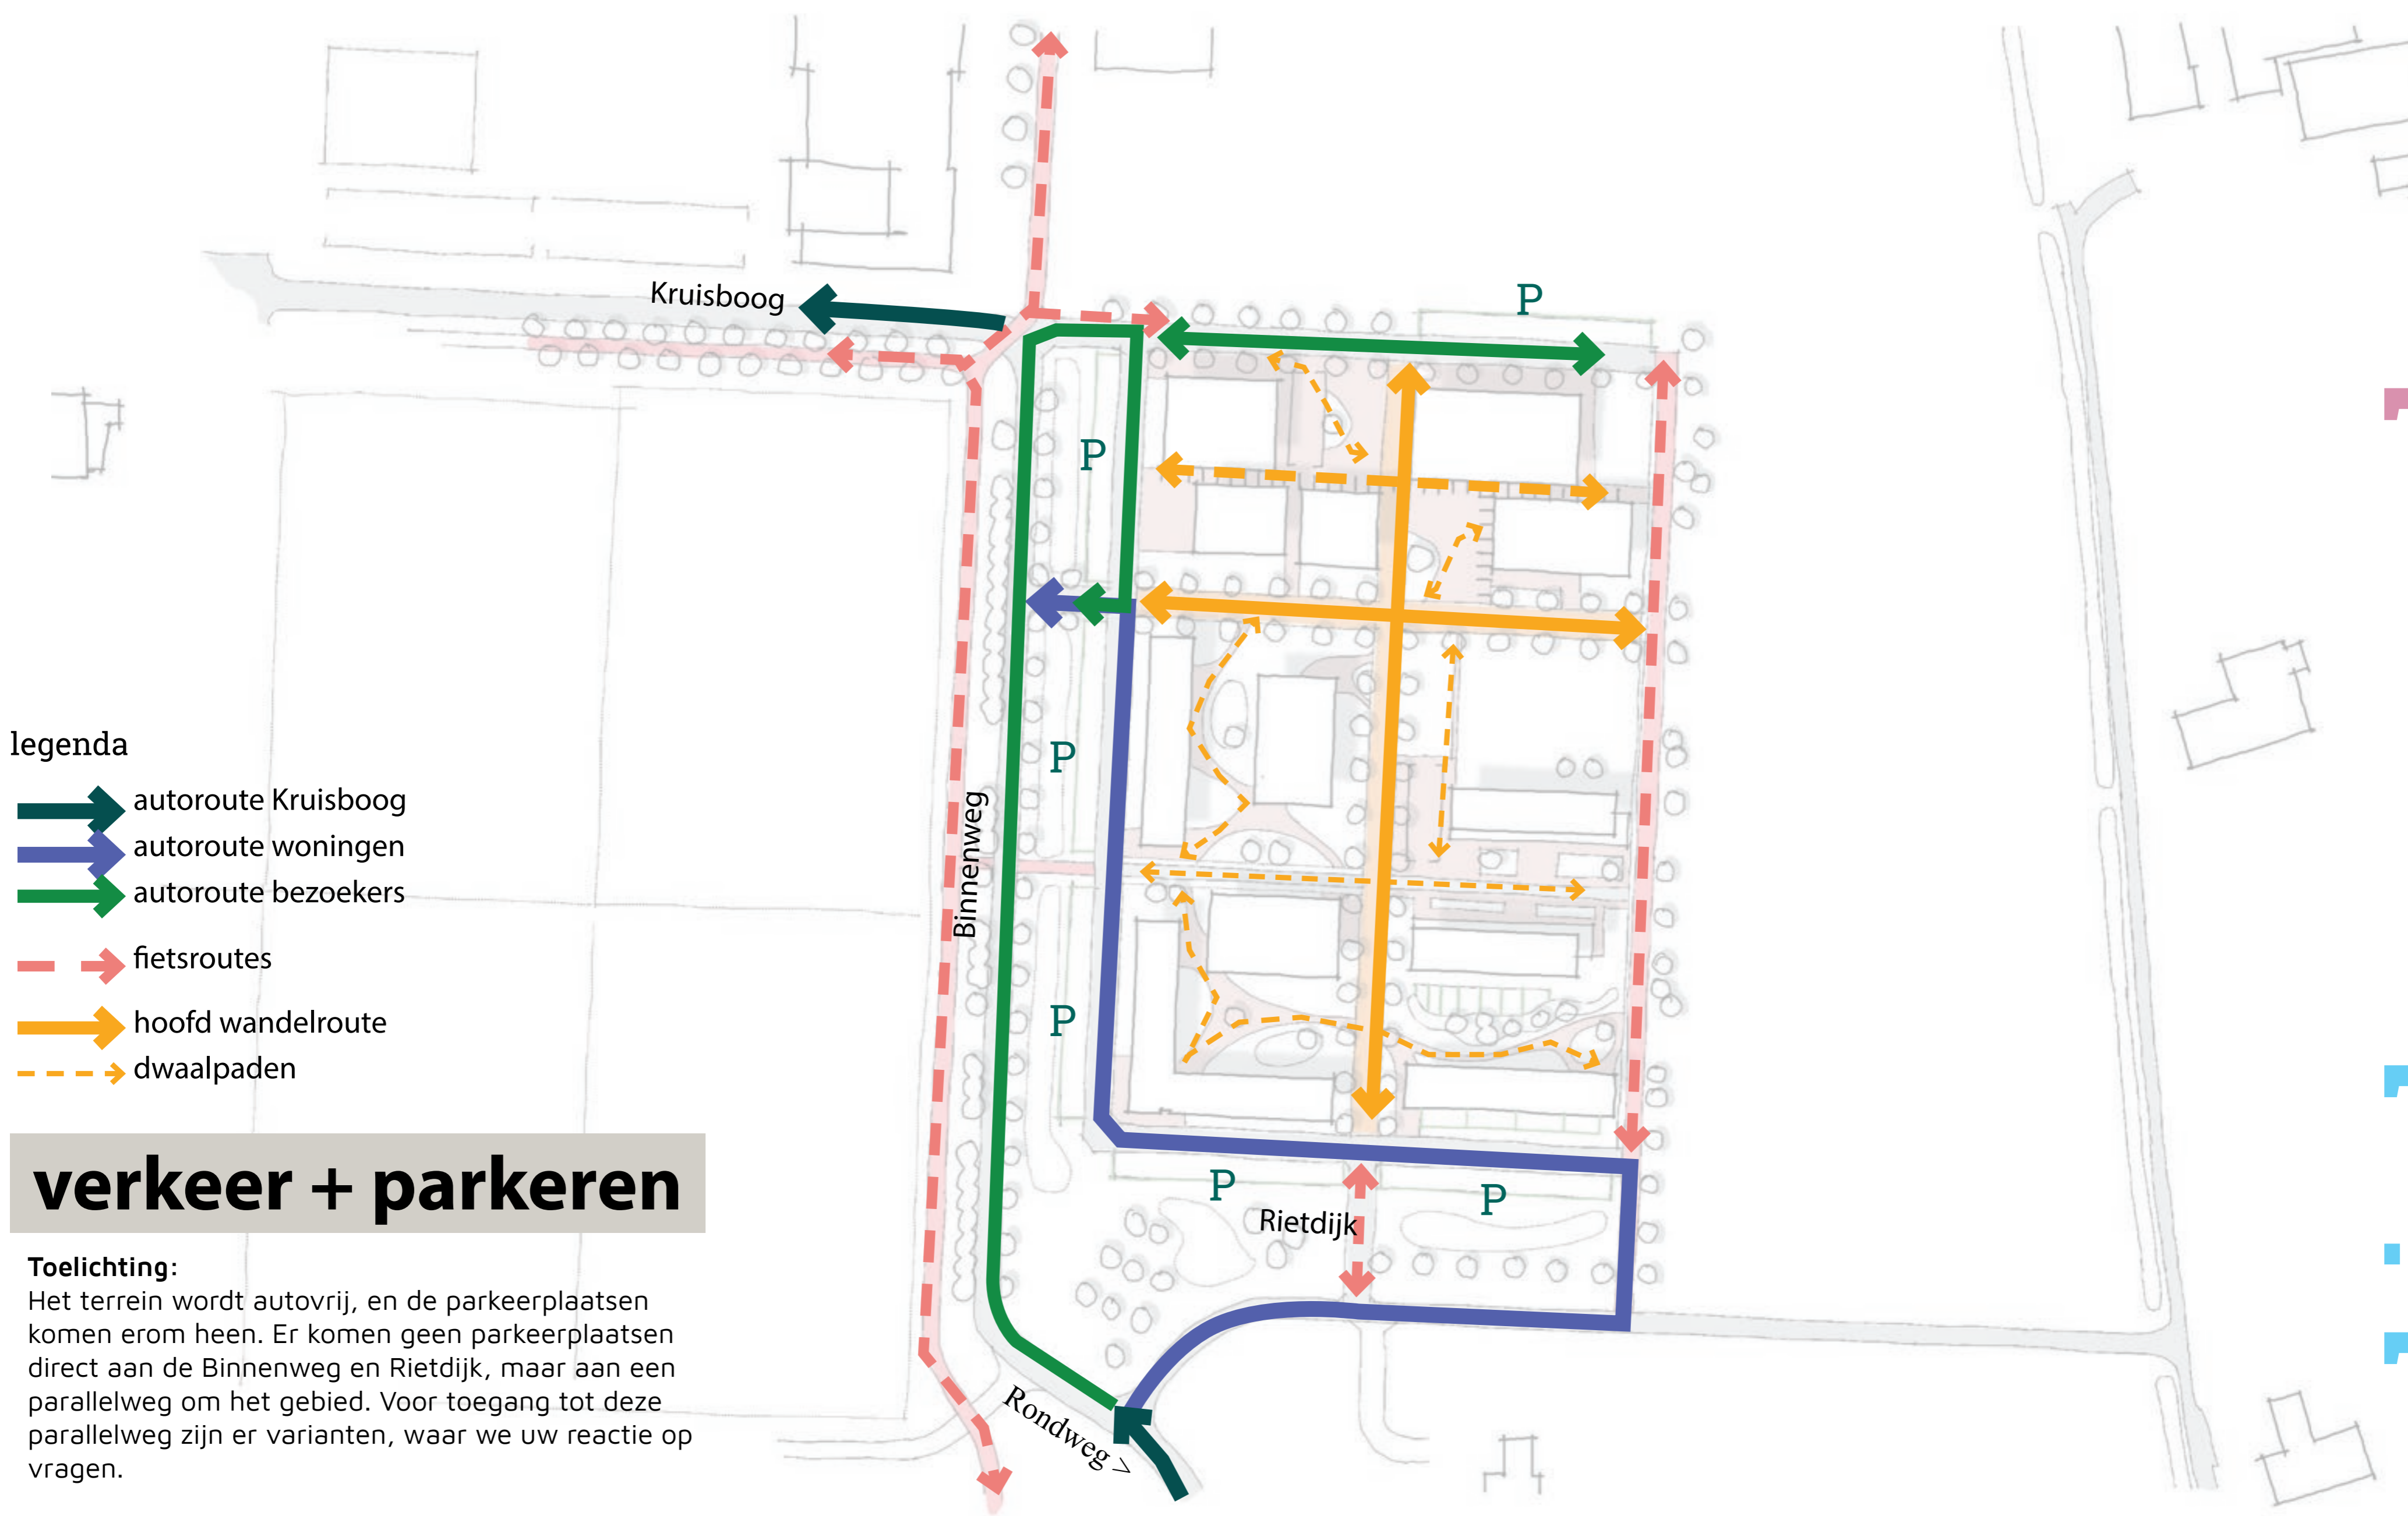 P
Kruisboog
P
legenda
autoroute Kruisboog
autoroute woningen
autoroute bezoekers
fietsroutes
hoofd wandelroute
dwaalpaden
P
Binnenweg
P
verkeer + parkeren
P
P
Rietdijk
Toelichting:
Het terrein wordt autovrij, en de parkeerplaatsen
komen erom heen. Er komen geen parkeerplaatsen
direct aan de Binnenweg en Rietdijk, maar aan een
parallelweg om het gebied. Voor toegang tot deze
parallelweg zijn er varianten, waar we uw reactie op
vragen.
Rondweg >